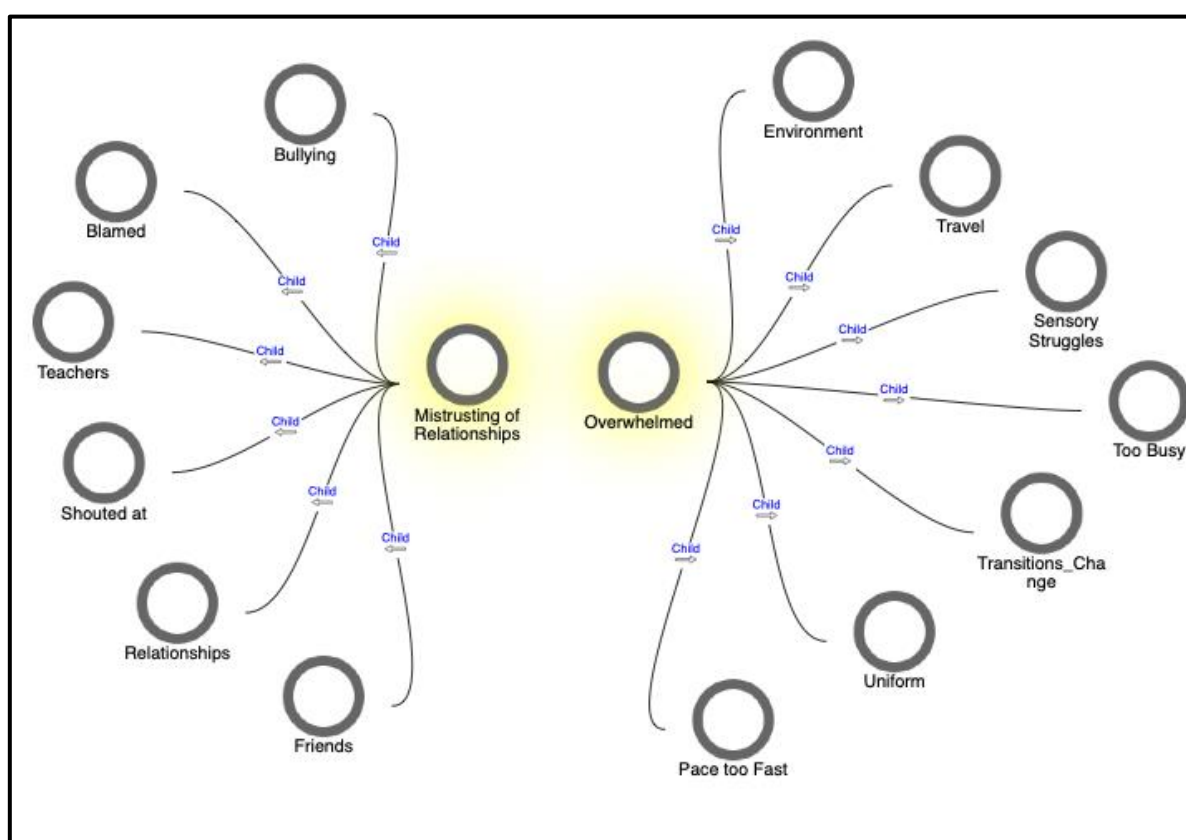 Bullying
Environment
Blamed
Travel
Child
Child
Child
Child
Teachers
Child
Sensory
Struggles
Child
Mistrusting of
Relationships
Overwhelmed
Child
Too Busy
Shouted at
Child
Child
Child
Child
Transitions_Cha
nge
Child
Child
Relationships
Uniform
Friends
Pace too Fast